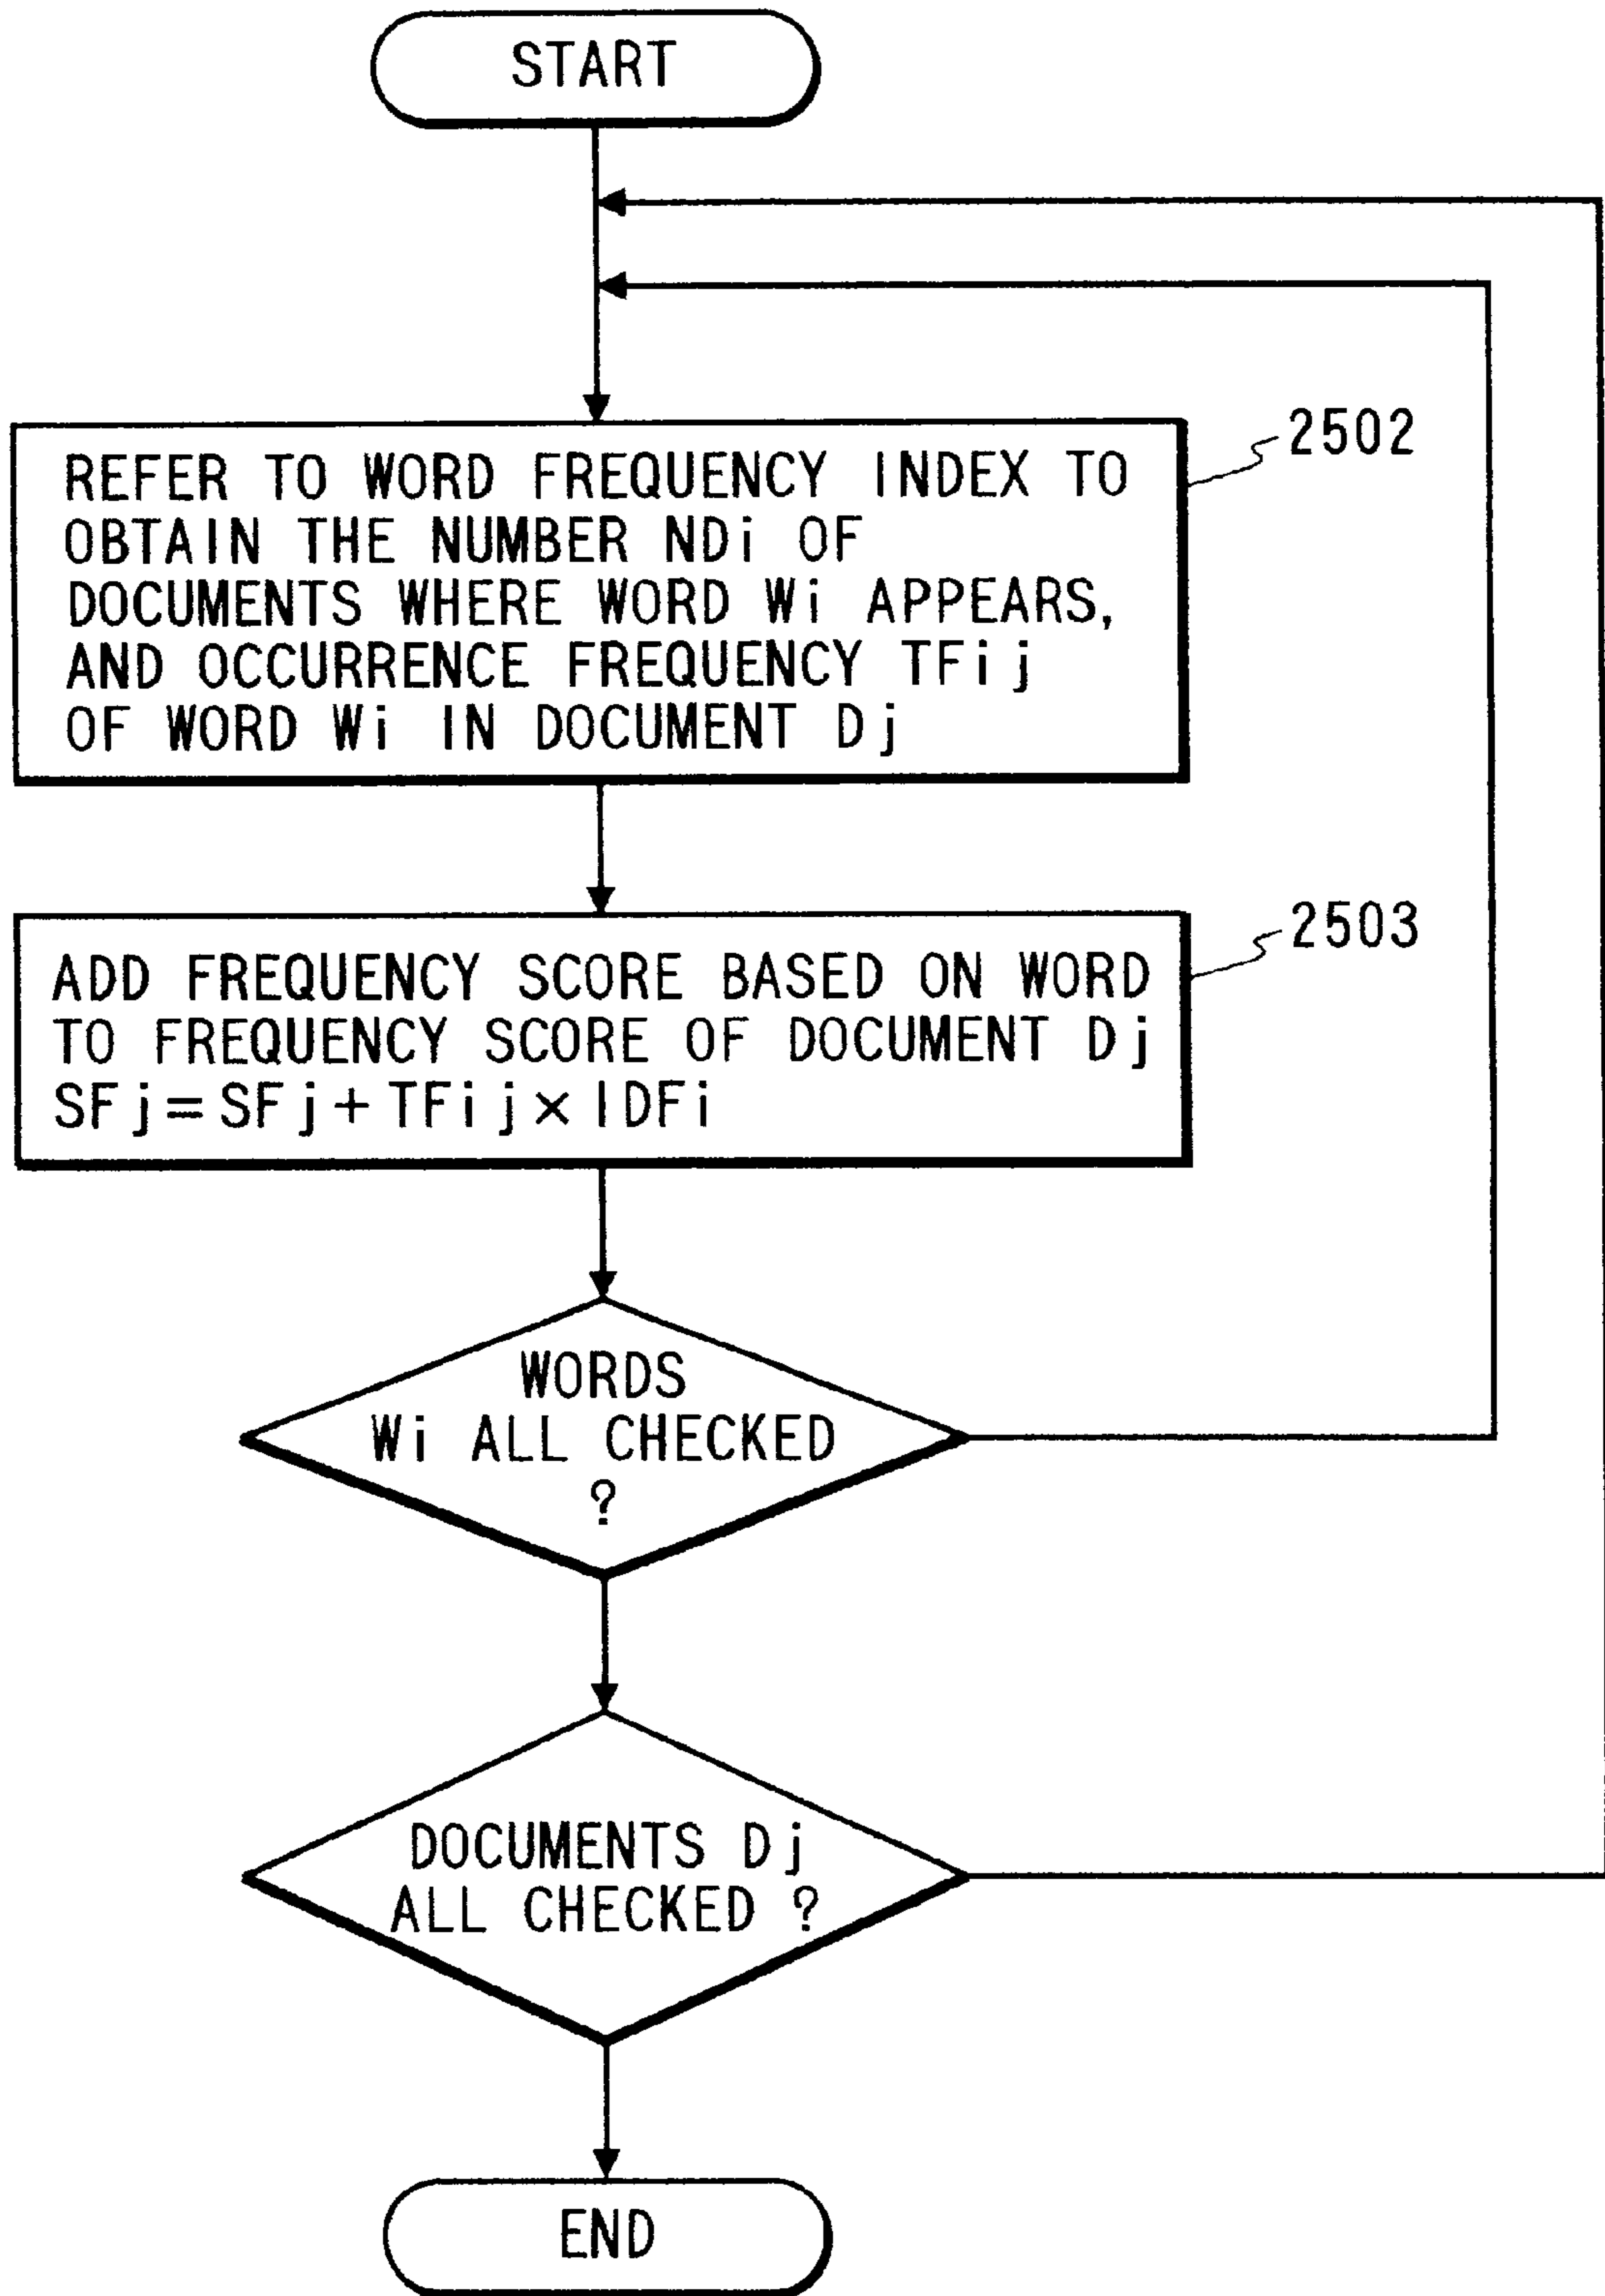 START
2502
REFER TO WORD FREQUENCY INDEX TO
OBTAIN THE NUMBER NDi OF
DOCUMENTS WHERE WORD Wi APPEARS,
AND OCCURRENCE FREQUENCY TFij
OF WORD Wi IN DOCUMENT Dj
2503
ADD FREQUENCY SCORE BASED ON WORD
TO FREQUENCY SCORE OF DOCUMENT Dj
SFj=SFj+TFij×IDFi
WORDS
Wi ALL CHECKED
?
DOCUMENTS Dj
ALL CHECKED ?
END